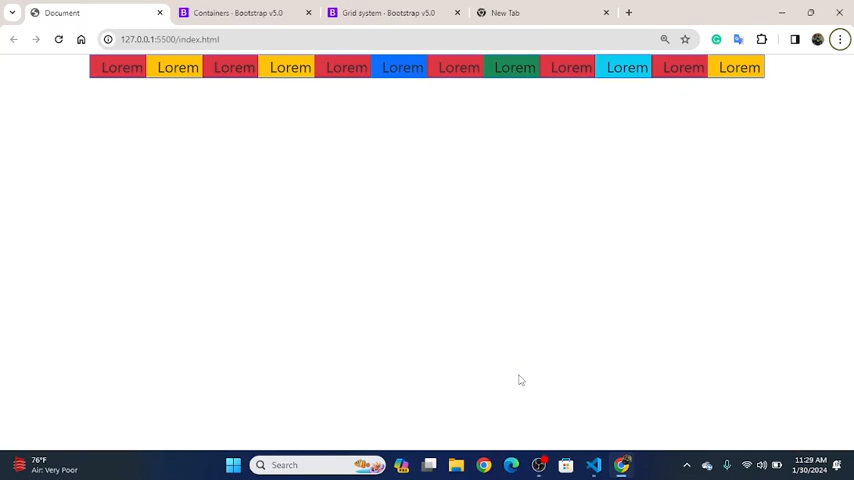 Document
Containers · Bootstrap v5.0
Grid system · Bootstrap v5.0
New Tab
127.0.0.1:5500/index.html
Lorem Lorem Lorem Lorem Lorem Lorem Lorem Lorem Lorem Lorem Lorem Lorem
76°F
Air: Very Poor
Search
11:29 AM
1/30/2024